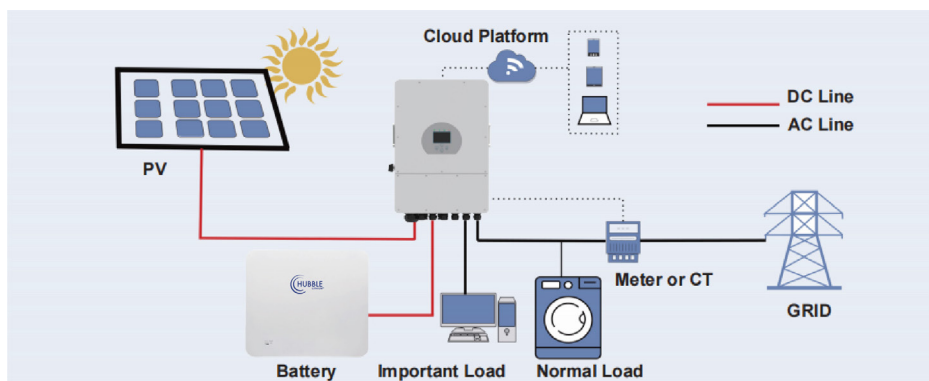 Cloud Platform
DC Line
AC Line
PV
HUBBLE
Meter or CT
GRID
Battery
Important Load
Normal Load